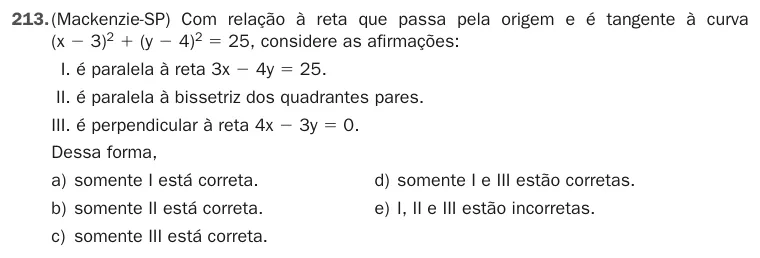 213. (Mackenzie-SP) Com relação à reta que passa pela origem e é tangente à curva
(x − 3)² + (y − 4)² = 25, considere as afirmações:
I. é paralela à reta 3x − 4y = 25.
II. é paralela à bissetriz dos quadrantes pares.
III. é perpendicular à reta 4x − 3y = 0.
Dessa forma,
a) somente I está correta.
d) somente I e III estão corretas.
b) somente II está correta.
e) I, II e III estão incorretas.
c) somente III está correta.